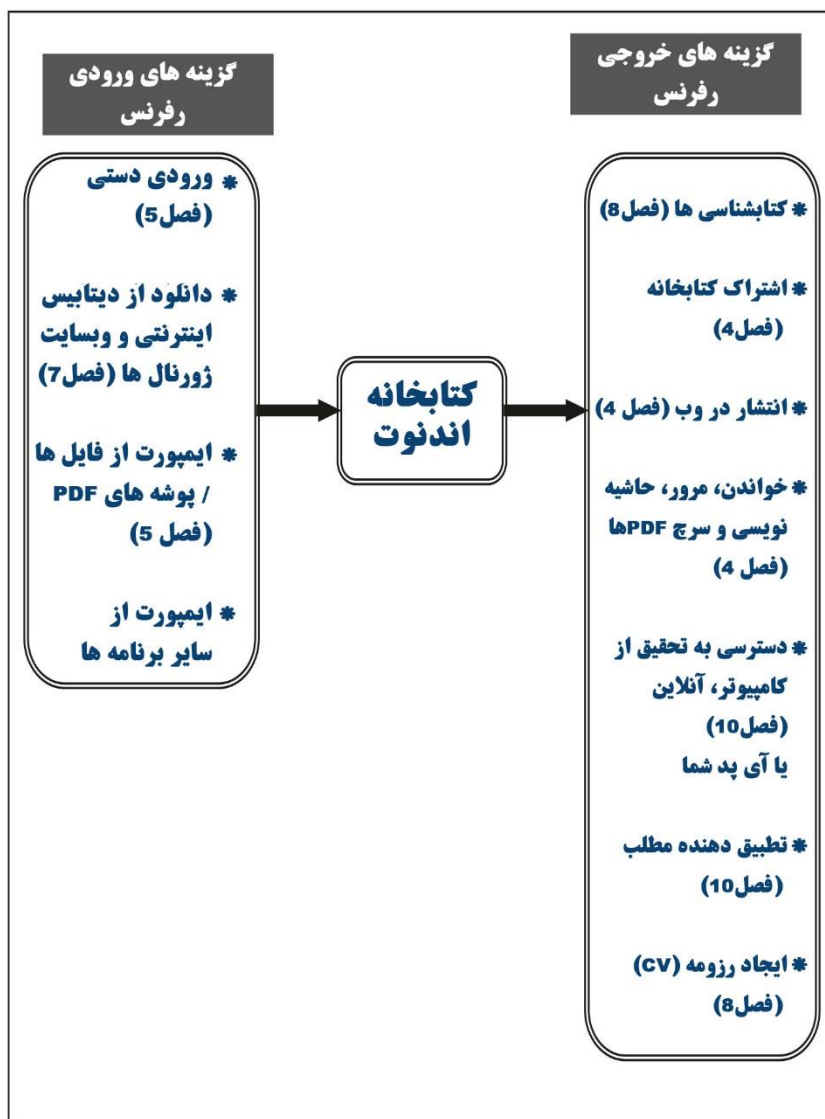 گزینه های ورودی
رفرنس
* ورودی دستی
(فصل5)
* دانلود از دیتابیس
اینترنتی و وبسایت
ژورنال ها (فصل7)
* ایمپورت از فایل ها
/ پوشه های PDF
(فصل 5)
* ایمپورت از
سایر برنامه ها
کتابخانه
اندنوت
گزینه های خروجی
رفرنس
* کتابشناسی ها (فصل8)
* اشتراک کتابخانه
(فصل4)
* انتشار در وب (فصل 4)
* خواندن، مرور، حاشیه
نویسی و سرچ PDFها
(فصل 4)
* دسترسی به تحقیق از
کامپیوتر، آنلاین
(فصل10)
یا آی پد شما
* تطبیق دهنده مطلب
(فصل10)
* ایجاد رزومه (CV)
(فصل8)